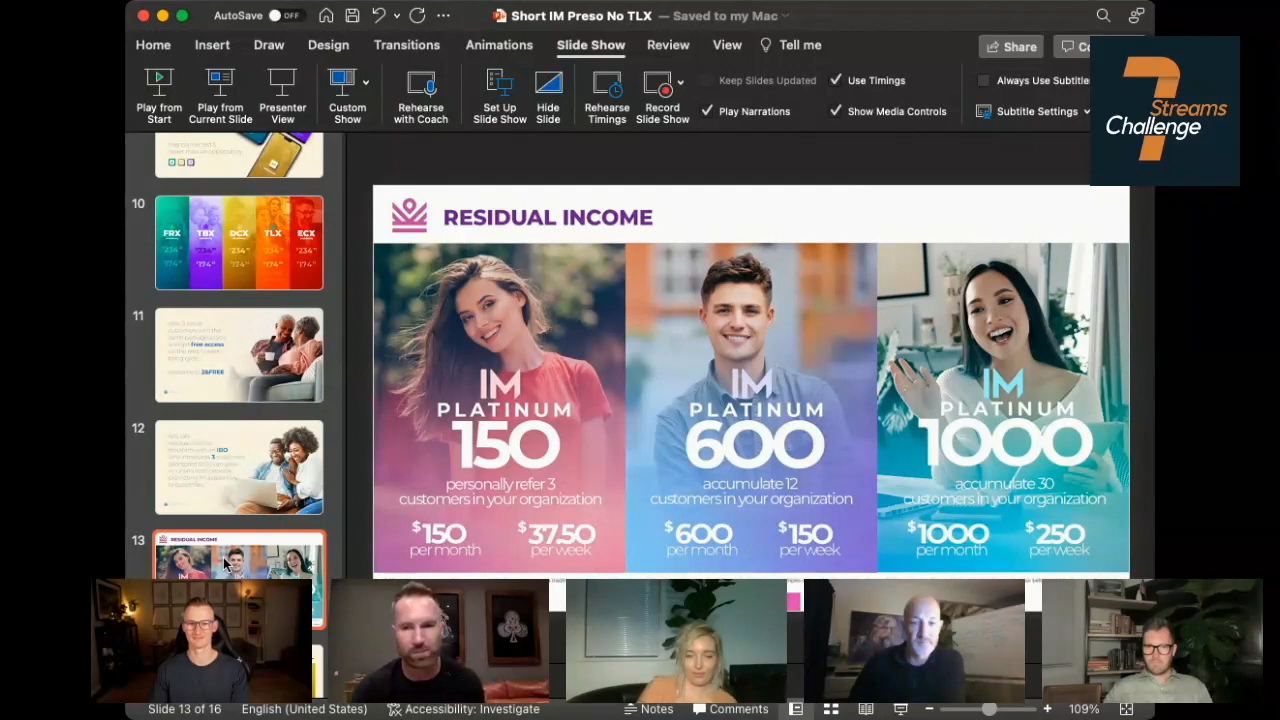 AutoSave OFF
Short IM Preso No TLX — Saved to my Mac
Home Insert Draw Design Transitions Animations Slide Show Review View Tell me
Share
Play from Start
Play from Current Slide
Presenter View
Custom Show
Rehearse with Coach
Set Up Slide Show
Hide Slide
Rehearse Timings
Record Slide Show
Keep Slides Updated
Play Narrations
Use Timings
Show Media Controls
Always Use Subtitles
Subtitle Settings
7
Streams
Challenge
10
FRX TBX DCX TLX ECX
11
free access
2&FREE
12
13
RESIDUAL INCOME
RESIDUAL INCOME
IM
PLATINUM
150
personally refer 3
customers in your organization
$150 per month
$37.50 per week
IM
PLATINUM
600
accumulate 12
customers in your organization
$600 per month
$150 per week
IM
PLATINUM
1000
accumulate 30
customers in your organization
$1000 per month
$250 per week
Slide 13 of 16
English (United States)
Accessibility: Investigate
Notes
Comments
109%